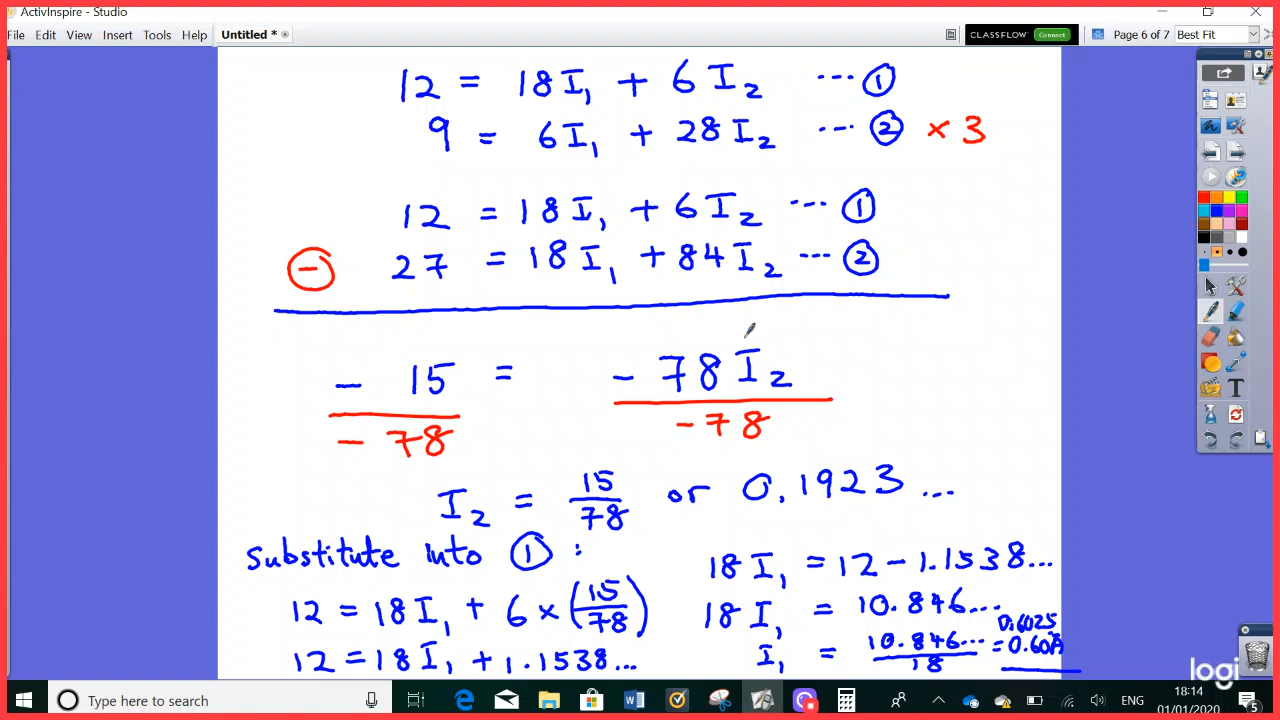 ActivInspire - Studio
File Edit View Insert Tools Help Untitled * CLASSFLOW Connect Page 6 of 7 Best Fit
12 = 18I₁ + 6I₂ ... ①
9 = 6I₁ + 28I₂ ... ② × 3
12 = 18I₁ + 6I₂ ... ①
⊖ 27 = 18I₁ + 84I₂ ... ②
- 15 = - 78I₂
- 78 - 78
I₂ = 15/78 or 0.1923...
substitute into ① :
12 = 18I₁ + 6 × (15/78)
12 = 18I₁ + 1.1538...
18I₁ = 12 - 1.1538...
18I₁ = 10.846...
0.6025
I₁ = 10.846.../18 = 0.60A
logi
Type here to search
ENG
18:14
01/01/2020
5